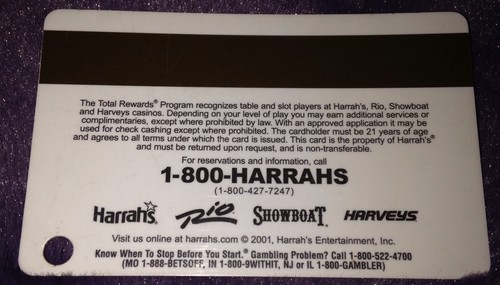 The Total Rewards® Program recognizes table and slot players at Harrah's, Rio, Showboat
and Harveys casinos. Depending on your level of play you may earn additional services or
complimentaries, except where prohibited by law. With an approved application it may be
used for check cashing except where prohibited. The cardholder must be 21 years of age
and agrees to all terms under which the card is issued. This card is the property of Harrah's®
and must be returned upon request, and is non-transferable.
For reservations and information, call
1-800-HARRAHS
(1-800-427-7247)
Harrah's Rio SHOWBOAT HARVEYS
Visit us online at harrahs.com © 2001, Harrah's Entertainment, Inc.
Know When To Stop Before You Start.® Gambling Problem? Call 1-800-522-4700
(MO 1-888-BETSOFF, IN 1-800-9WITHIT, NJ or IL 1-800-GAMBLER)